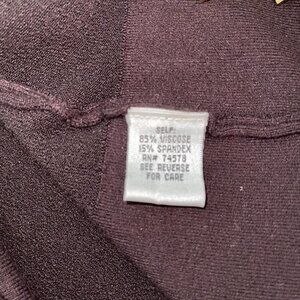 SELF:
85% VISCOSE
15% SPANDEX
RN# 74578
SEE REVERSE
FOR CARE